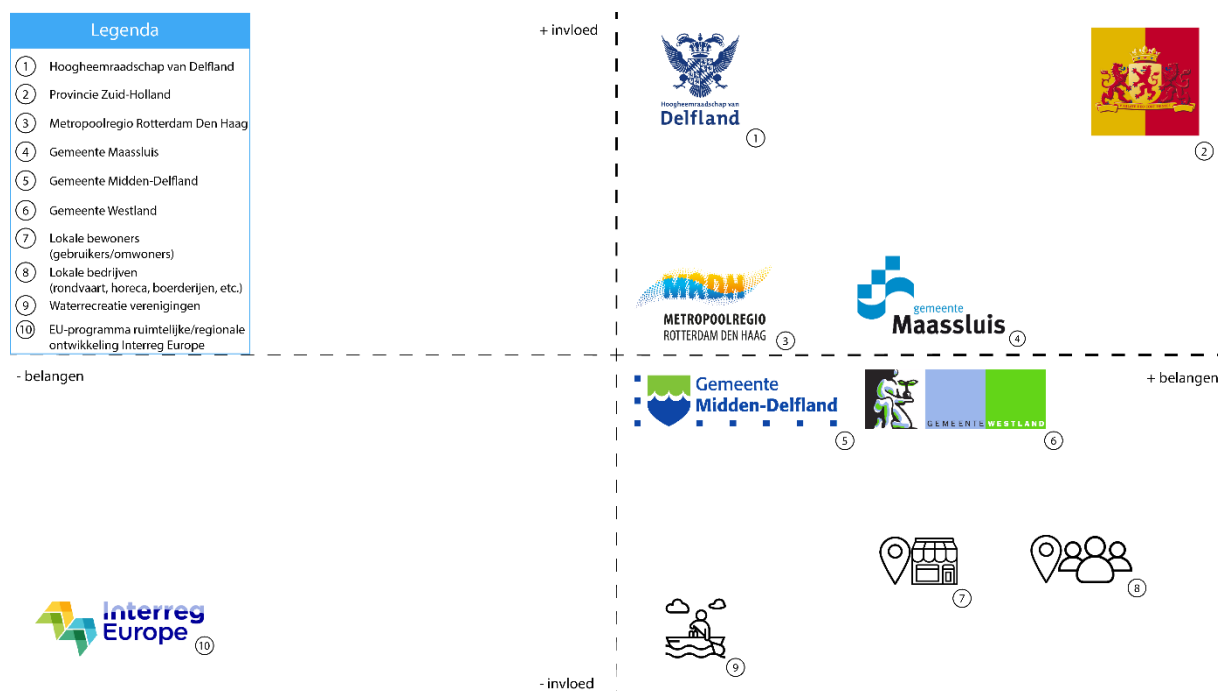 Legenda
1 Hoogheemraadschap van Delfland
2 Provincie Zuid-Holland
3 Metropoolregio Rotterdam Den Haag
4 Gemeente Maassluis
5 Gemeente Midden-Delfland
6 Gemeente Westland
7 Lokale bewoners
(gebruikers/omwoners)
8 Lokale bedrijven
(rondvaart, horeca, boerderijen, etc.)
9 Waterrecreatie verenigingen
10 EU-programma ruimtelijke/regionale
ontwikkeling Interreg Europe
+ invloed
Hoogheemraadschap van
Delfland
1
2
MRDH
METROPOOLREGIO
ROTTERDAM DEN HAAG
3
gemeente
Maassluis
4
- belangen
+ belangen
Gemeente
Midden-Delfland
5
GEMEENTE WESTLAND
6
7
8
Interreg
Europe
10
9
- invloed